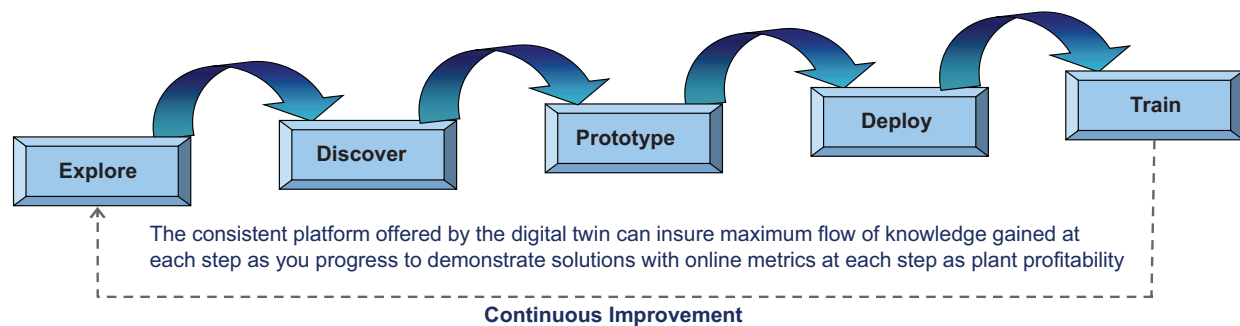 Explore
Discover
Prototype
Deploy
Train
The consistent platform offered by the digital twin can insure maximum flow of knowledge gained at
each step as you progress to demonstrate solutions with online metrics at each step as plant profitability
Continuous Improvement